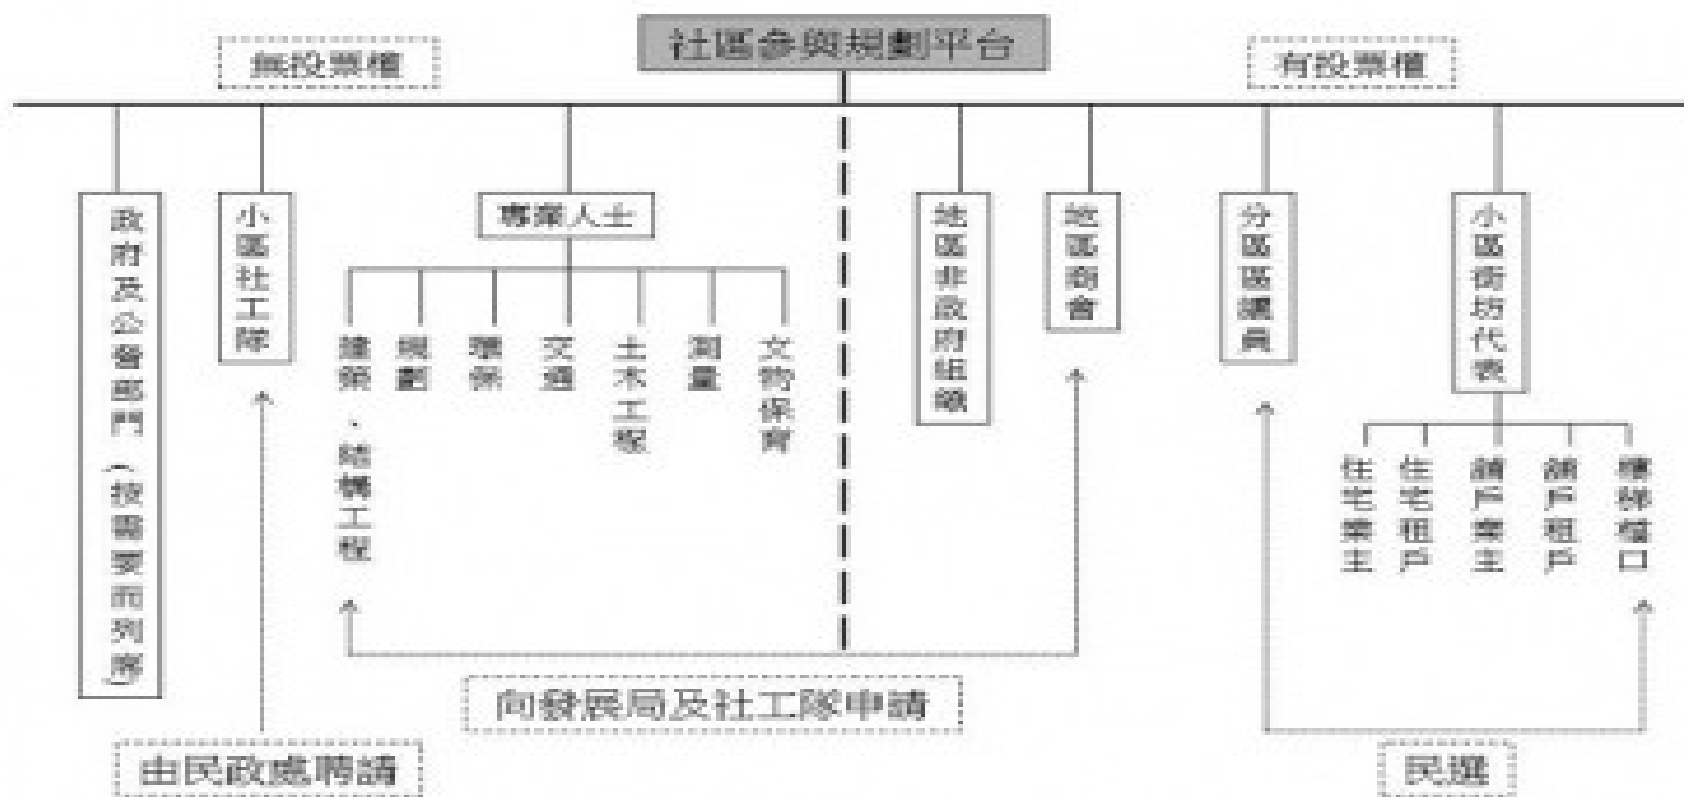 社區參與規劃平台
無投票權
有投票權
政府及公營部門（按需要而列席）
小區社工隊
專業人士
地區非政府組織
地區商會
分區區議員
小區街坊代表
建築、結構工程
規劃
環保
交通
土木工程
測量
文物保育
住宅業主
住宅租戶
舖戶業主
舖戶租戶
向發展局及社工隊申請
由民政處聘請
民選